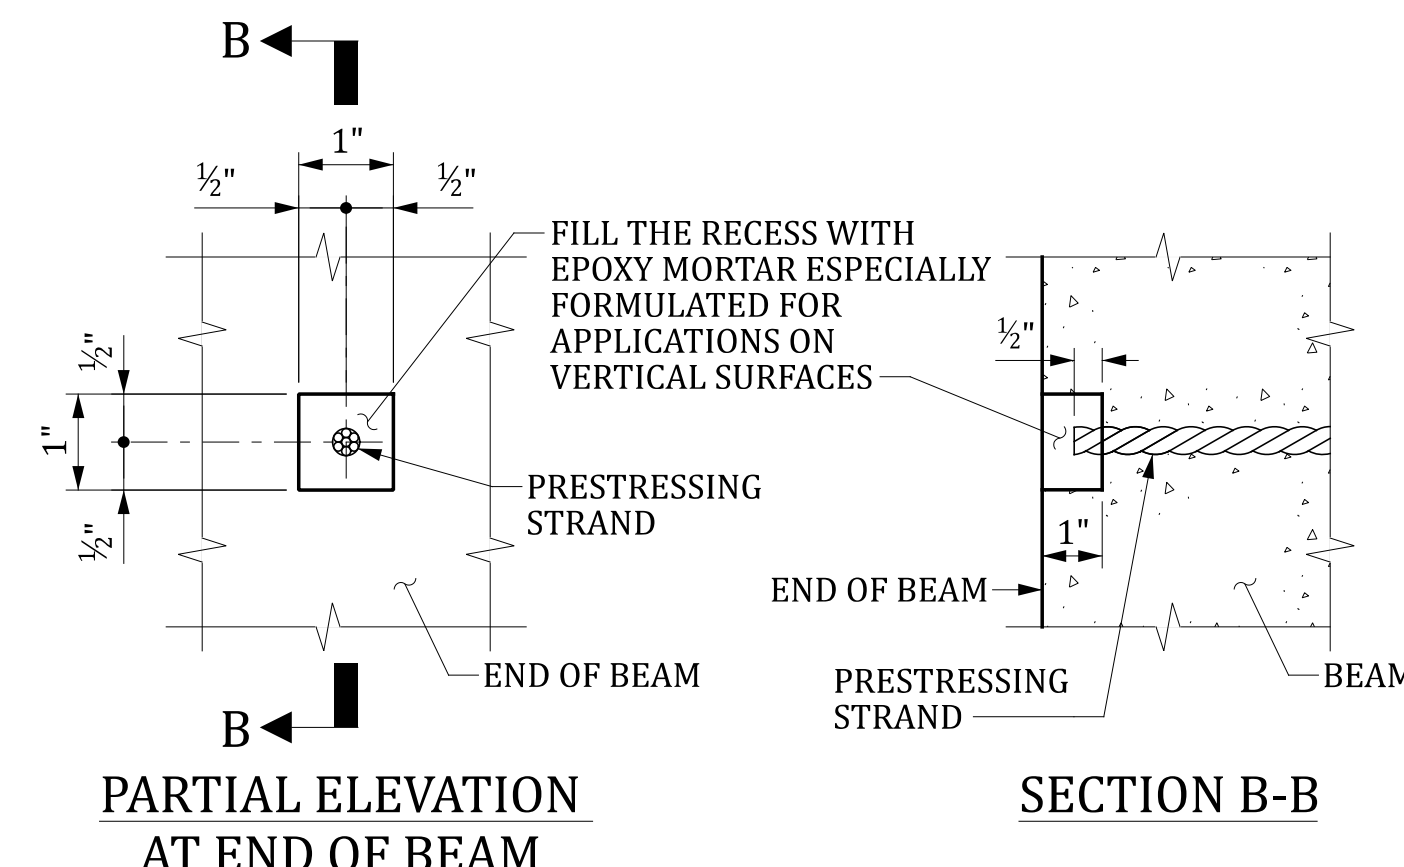 B
1"
½"
½"
FILL THE RECESS WITH
EPOXY MORTAR ESPECIALLY
FORMULATED FOR
APPLICATIONS ON
VERTICAL SURFACES
½"
1"
½"
PRESTRESSING
STRAND
END OF BEAM
B
PARTIAL ELEVATION
AT END OF BEAM
½"
1"
END OF BEAM
PRESTRESSING
STRAND
BEAM
SECTION B-B